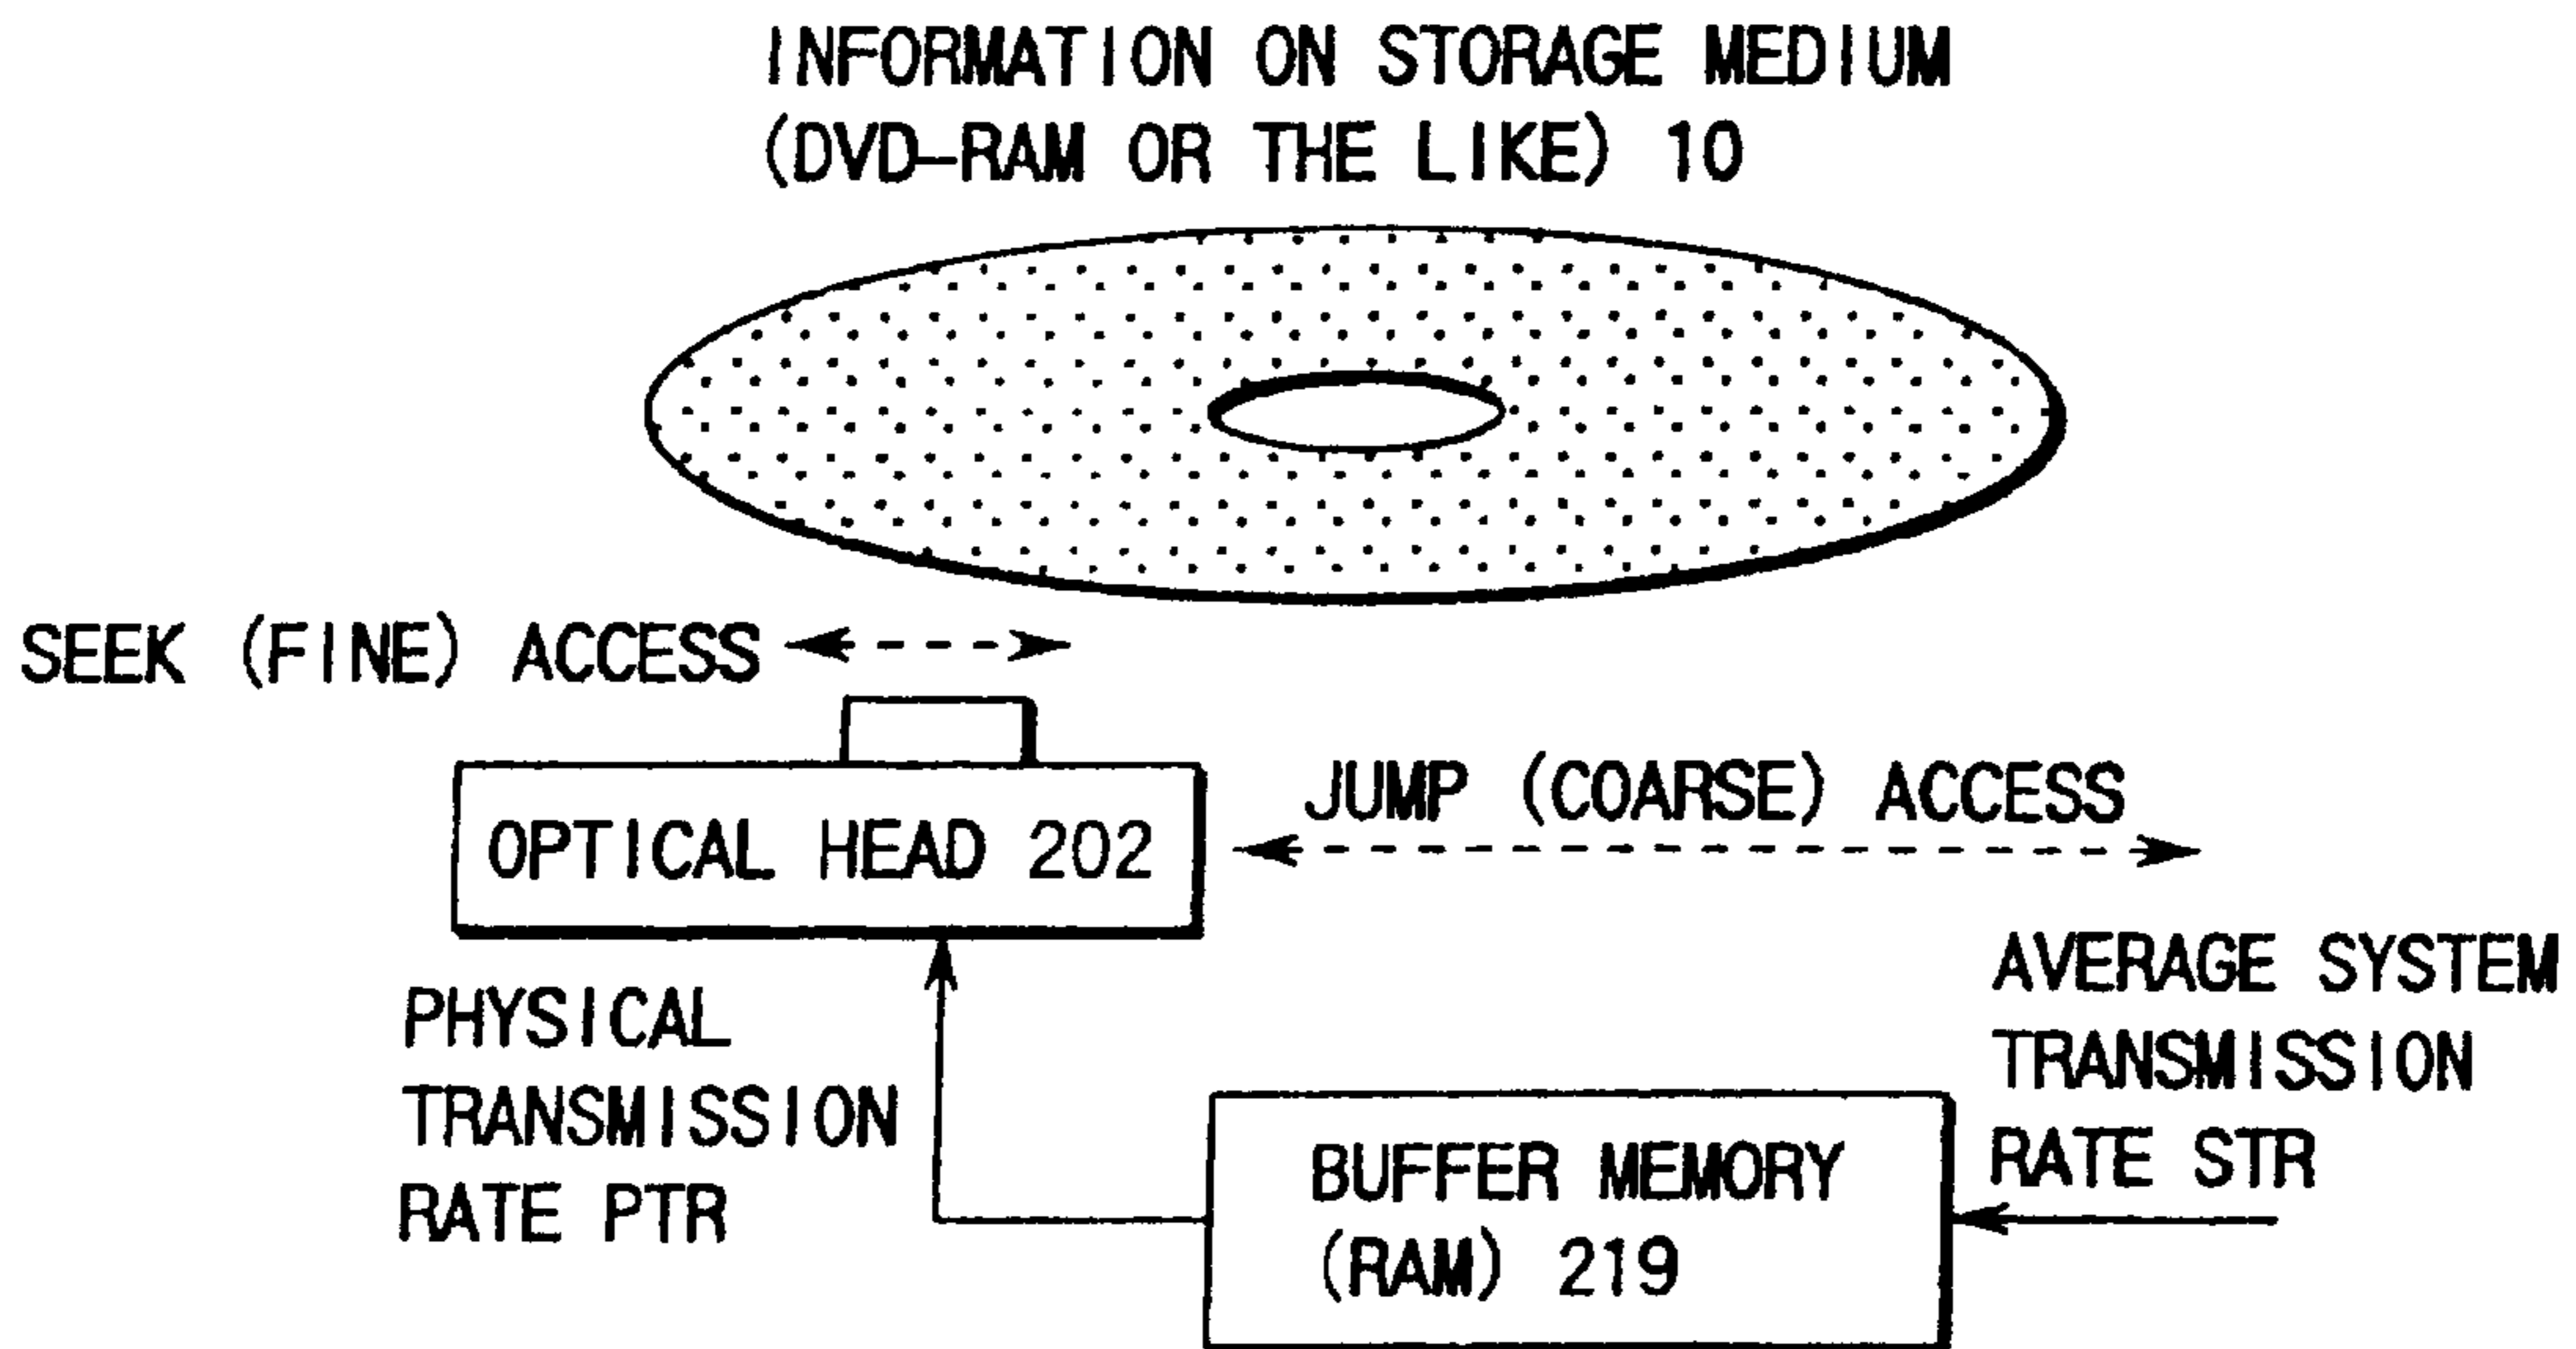 INFORMATION ON STORAGE MEDIUM
(DVD-RAM OR THE LIKE) 10
SEEK (FINE) ACCESS
OPTICAL HEAD 202
JUMP (COARSE) ACCESS
PHYSICAL
TRANSMISSION
RATE PTR
AVERAGE SYSTEM
TRANSMISSION
RATE STR
BUFFER MEMORY
(RAM) 219